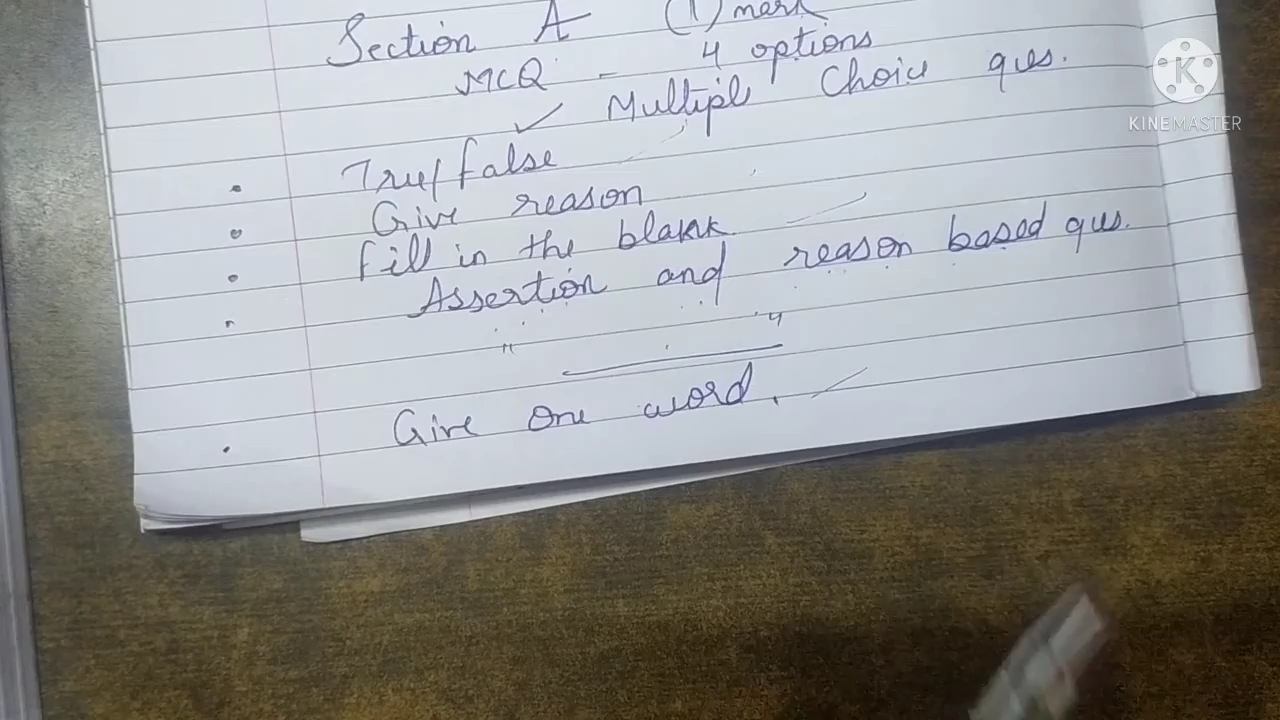 Section A (1) mark
MCQ - 4 options
✓ Multiple Choice ques.
• True/False
• Give reason
• Fill in the blank.
• Assertion and reason based ques.
" "
• Give One word.
KINEMASTER